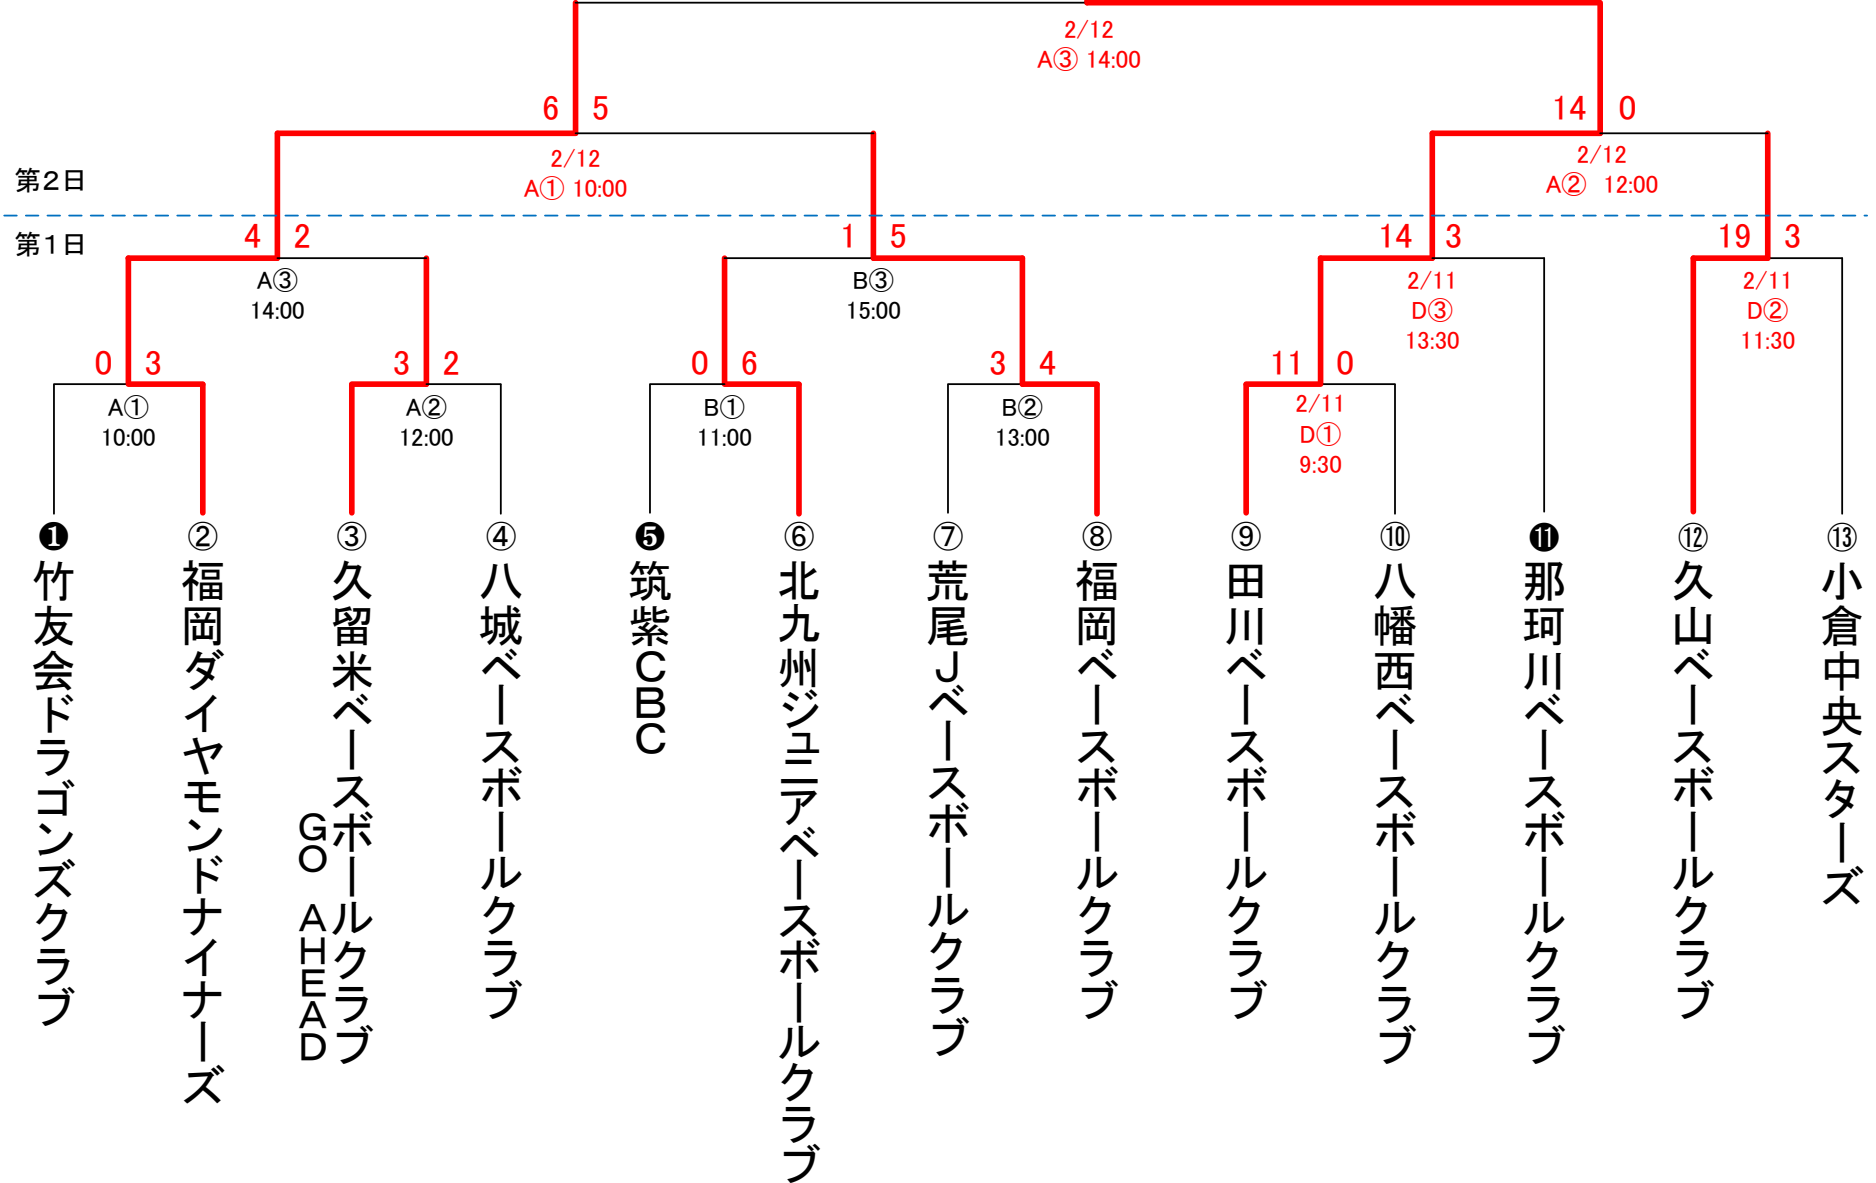 2/12
A③ 14:00
6 5
14 0
2/12
A① 10:00
2/12
A② 12:00
第2日
第1日
4 2
1 5
14 3
19 3
A③
14:00
B③
15:00
2/11
D③
13:30
2/11
D②
11:30
0 3
3 2
0 6
3 4
11 0
A①
10:00
A②
12:00
B①
11:00
B②
13:00
2/11
D①
9:30
❶竹友会ドラゴンズクラブ
②福岡ダイヤモンドナイナーズ
③久留米ベースボールクラブ
GO AHEAD
④八城ベースボールクラブ
❺筑紫CBC
⑥北九州ジュニアベースボールクラブ
⑦荒尾Jベースボールクラブ
⑧福岡ベースボールクラブ
⑨田川ベースボールクラブ
⑩八幡西ベースボールクラブ
⓫那珂川ベースボールクラブ
⑫久山ベースボールクラブ
⑬小倉中央スターズ